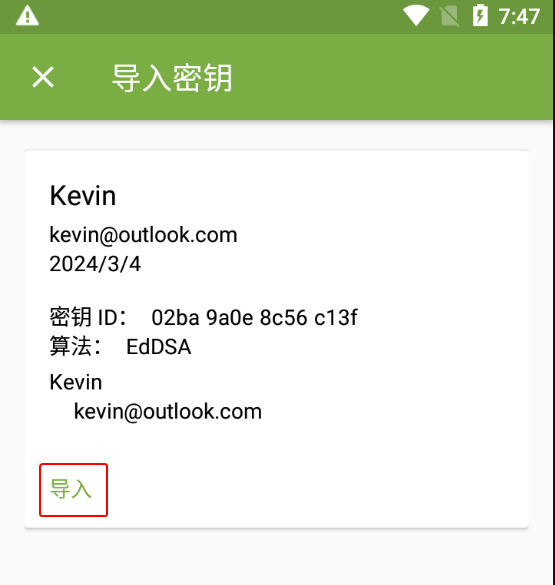 7:47
导入密钥
Kevin
kevin@outlook.com
2024/3/4
密钥 ID： 02ba 9a0e 8c56 c13f
算法： EdDSA
Kevin
kevin@outlook.com
导入